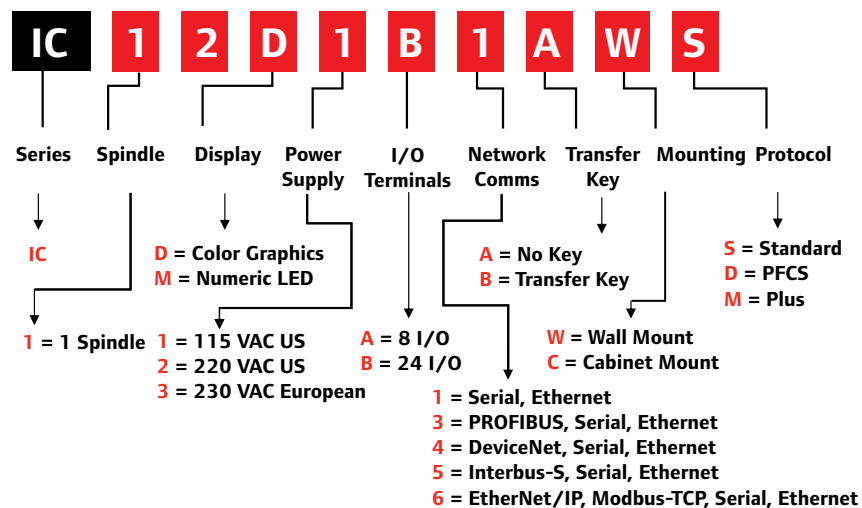 IC 1 2 D 1 B 1 A W S
Series Spindle Display Power Supply I/O Terminals Network Comms Transfer Key Mounting Protocol
IC
1 = 1 Spindle
D = Color Graphics
M = Numeric LED
1 = 115 VAC US
2 = 220 VAC US
3 = 230 VAC European
A = 8 I/O
B = 24 I/O
1 = Serial, Ethernet
3 = PROFIBUS, Serial, Ethernet
4 = DeviceNet, Serial, Ethernet
5 = Interbus-S, Serial, Ethernet
6 = EtherNet/IP, Modbus-TCP, Serial, Ethernet
A = No Key
B = Transfer Key
W = Wall Mount
C = Cabinet Mount
S = Standard
D = PFCS
M = Plus